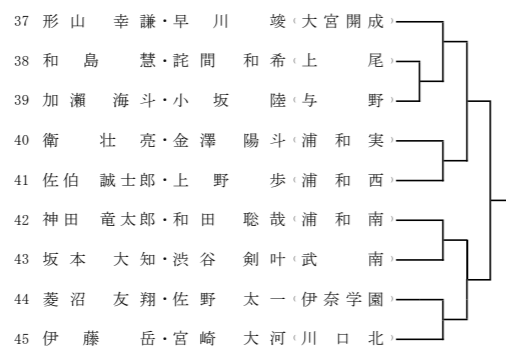 37 形山 幸謙・早川 竣（大宮開成）
38 和島 慧・詫間 和希（上尾）
39 加瀬 海斗・小坂 陸（与野）
40 衛 壮亮・金澤 陽斗（浦和実）
41 佐伯 誠士郎・上野 歩（浦和西）
42 神田 竜太郎・和田 聡哉（浦和南）
43 坂本 大知・渋谷 剣叶（武南）
44 菱沼 友翔・佐野 太一（伊奈学園）
45 伊藤 岳・宮崎 大河（川口北）